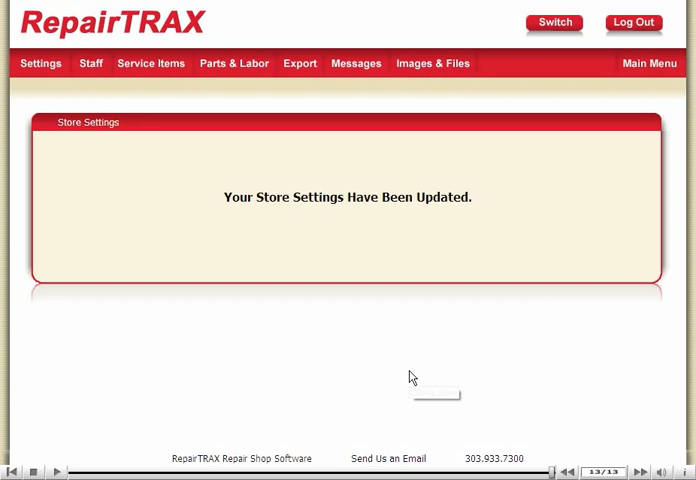 RepairTRAX
Switch Log Out
Settings Staff Service Items Parts & Labor Export Messages Images & Files Main Menu
Store Settings
Your Store Settings Have Been Updated.
RepairTRAX Repair Shop Software Send Us an Email 303.933.7300
13/13 i